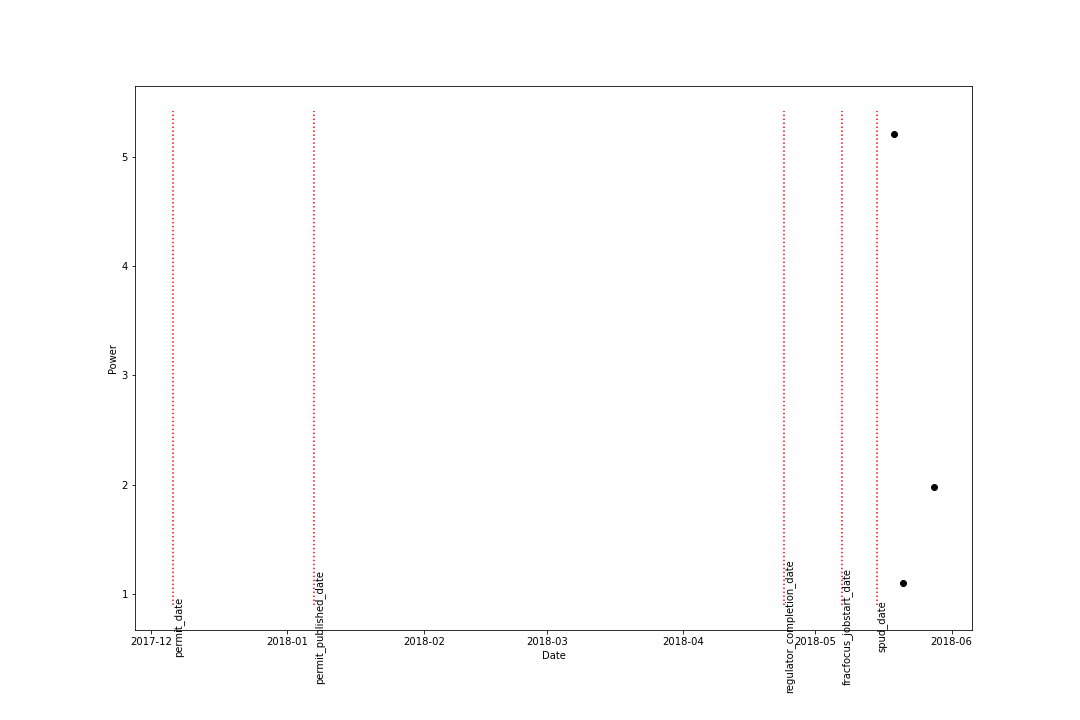 5
4
3
2
1
Power
permit_date
permit_published_date
regulator_completion_date
fracfocus_jobstart_date
spud_date
2017-12
2018-01
2018-02
2018-03
2018-04
2018-05
2018-06
Date